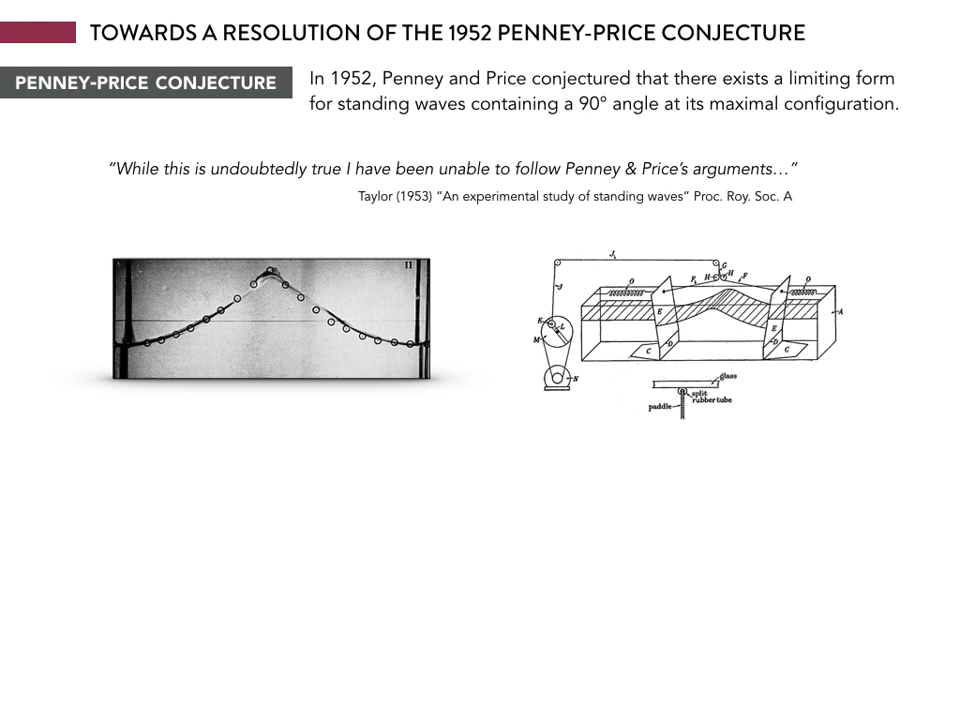 TOWARDS A RESOLUTION OF THE 1952 PENNEY-PRICE CONJECTURE
PENNEY-PRICE CONJECTURE
In 1952, Penney and Price conjectured that there exists a limiting form
for standing waves containing a 90° angle at its maximal configuration.
“While this is undoubtedly true I have been unable to follow Penney & Price’s arguments…”
Taylor (1953) “An experimental study of standing waves” Proc. Roy. Soc. A
11
J
G
H H
F F
O O
J
E
A
K
L
M
E
D
D
C
C
N
glass
split
rubber tube
paddle